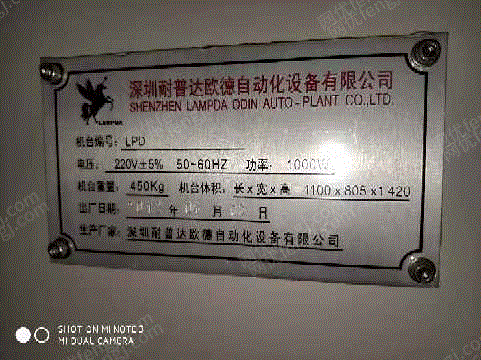 深圳耐普达欧德自动化设备有限公司
SHENZHEN LAMPDA ODIN AUTO-PLANT CO.,LTD.
LAMPDA
机台编号: LPD
电压: 220V±5% 50-60HZ 功率: 1000W
机台重量: 450Kg 机台体积: 长x宽x高 1100x805x1420
出厂日期: 年 月 日
生产厂家: 深圳耐普达欧德自动化设备有限公司
SHOT ON MI NOTE3
MI DUAL CAMERA